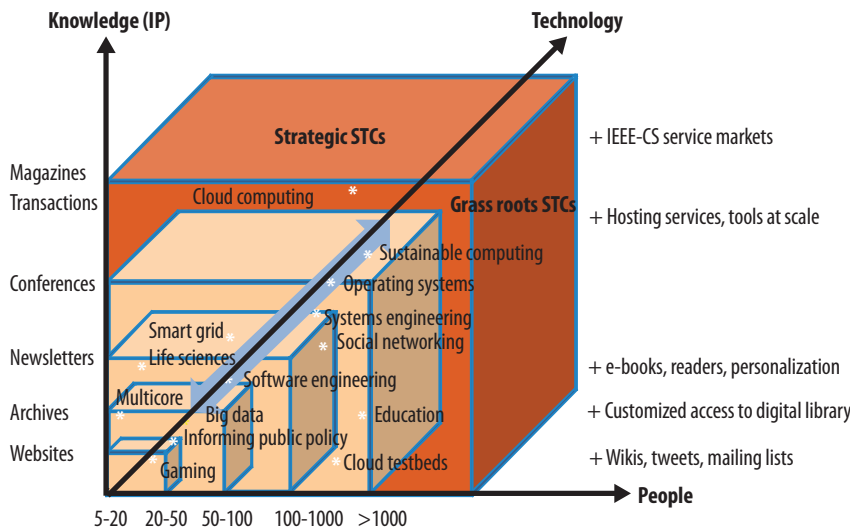 Knowledge (IP)
Technology
Strategic STCs
+ IEEE-CS service markets
Magazines
Transactions
Cloud computing *
Grass roots STCs
+ Hosting services, tools at scale
* Sustainable computing
Conferences
* Operating systems
* Systems engineering
Smart grid *
* Social networking
Newsletters
* Life sciences
+ e-books, readers, personalization
* Software engineering
Multicore
*
Archives
Big data
* Education
+ Customized access to digital library
* Informing public policy
Websites
* Gaming
* Cloud testbeds
+ Wikis, tweets, mailing lists
People
5-20 20-50 50-100 100-1000 >1000